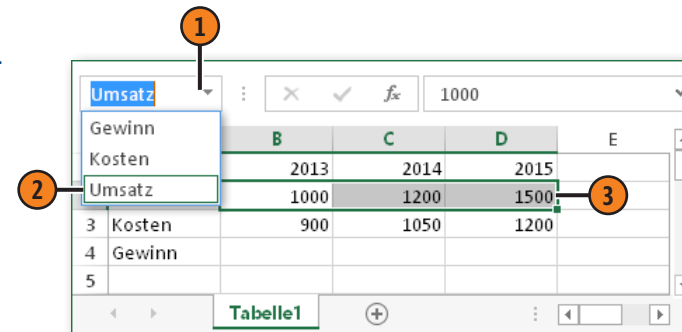 1
Umsatz fx 1000
Gewinn B C D E
Kosten 2013 2014 2015
2 Umsatz 1000 1200 1500 3
3 Kosten 900 1050 1200
4 Gewinn
5
Tabelle1